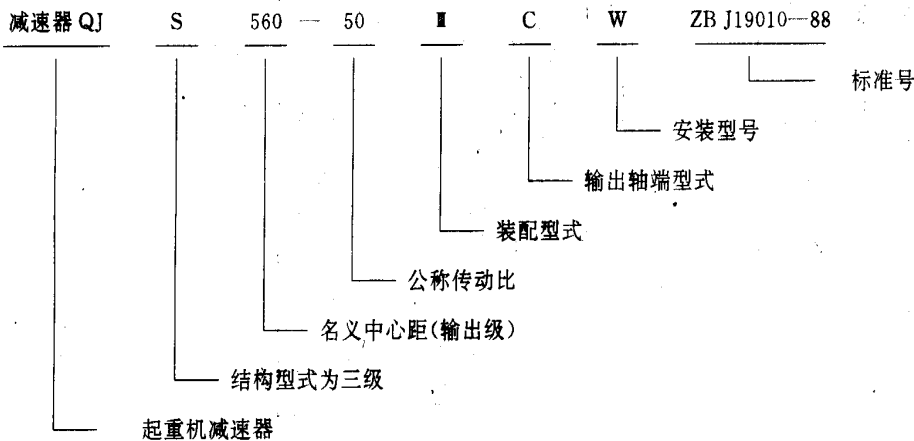 减速器 QJ S 560 — 50 Ⅲ C W ZB J19010—88
标准号
安装型号
输出轴端型式
装配型式
公称传动比
名义中心距(输出级)
结构型式为三级
起重机减速器